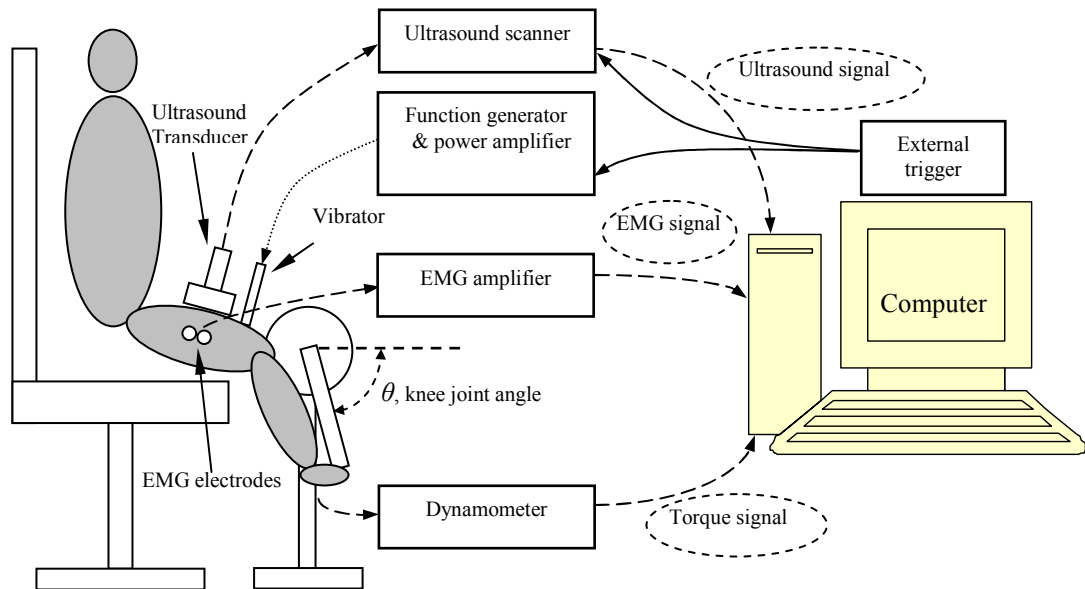 Ultrasound scanner
Ultrasound signal
Ultrasound
Transducer
Function generator
& power amplifier
External
trigger
Vibrator
EMG signal
EMG amplifier
Computer
θ, knee joint angle
EMG electrodes
Dynamometer
Torque signal